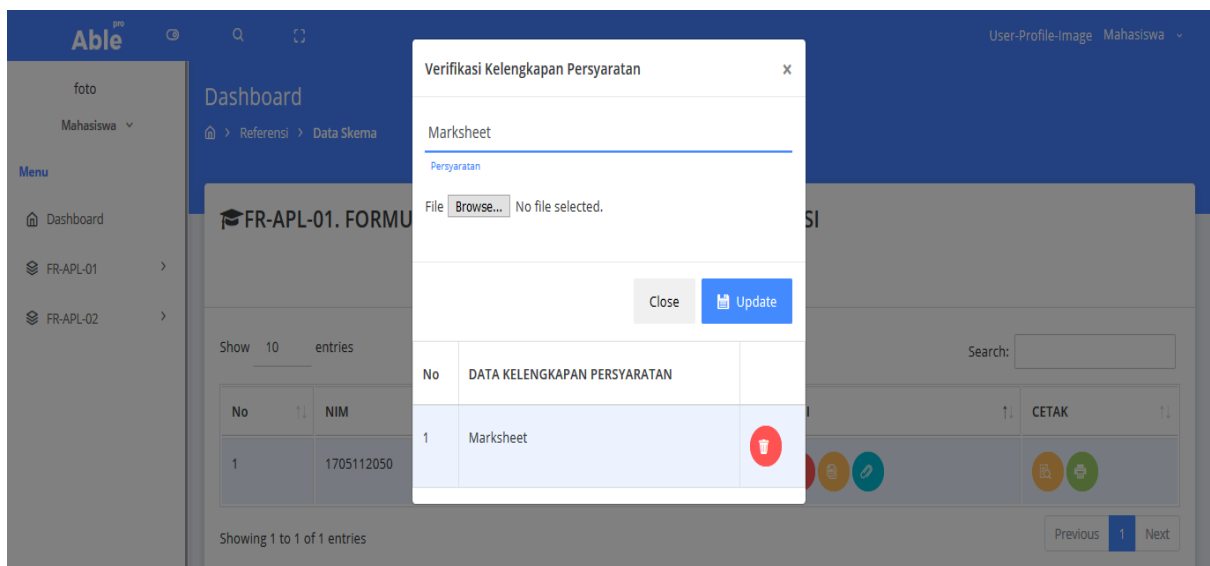 Able pro
User-Profile-Image Mahasiswa
foto
Mahasiswa
Menu
Dashboard
FR-APL-01
FR-APL-02
Dashboard
Referensi > Data Skema
FR-APL-01. FORMU
SI
Show 10 entries
Search:
No NIM I CETAK
1 1705112050
Showing 1 to 1 of 1 entries
Previous 1 Next
Verifikasi Kelengkapan Persyaratan x
Marksheet
Persyaratan
File Browse... No file selected.
Close Update
No DATA KELENGKAPAN PERSYARATAN
1 Marksheet